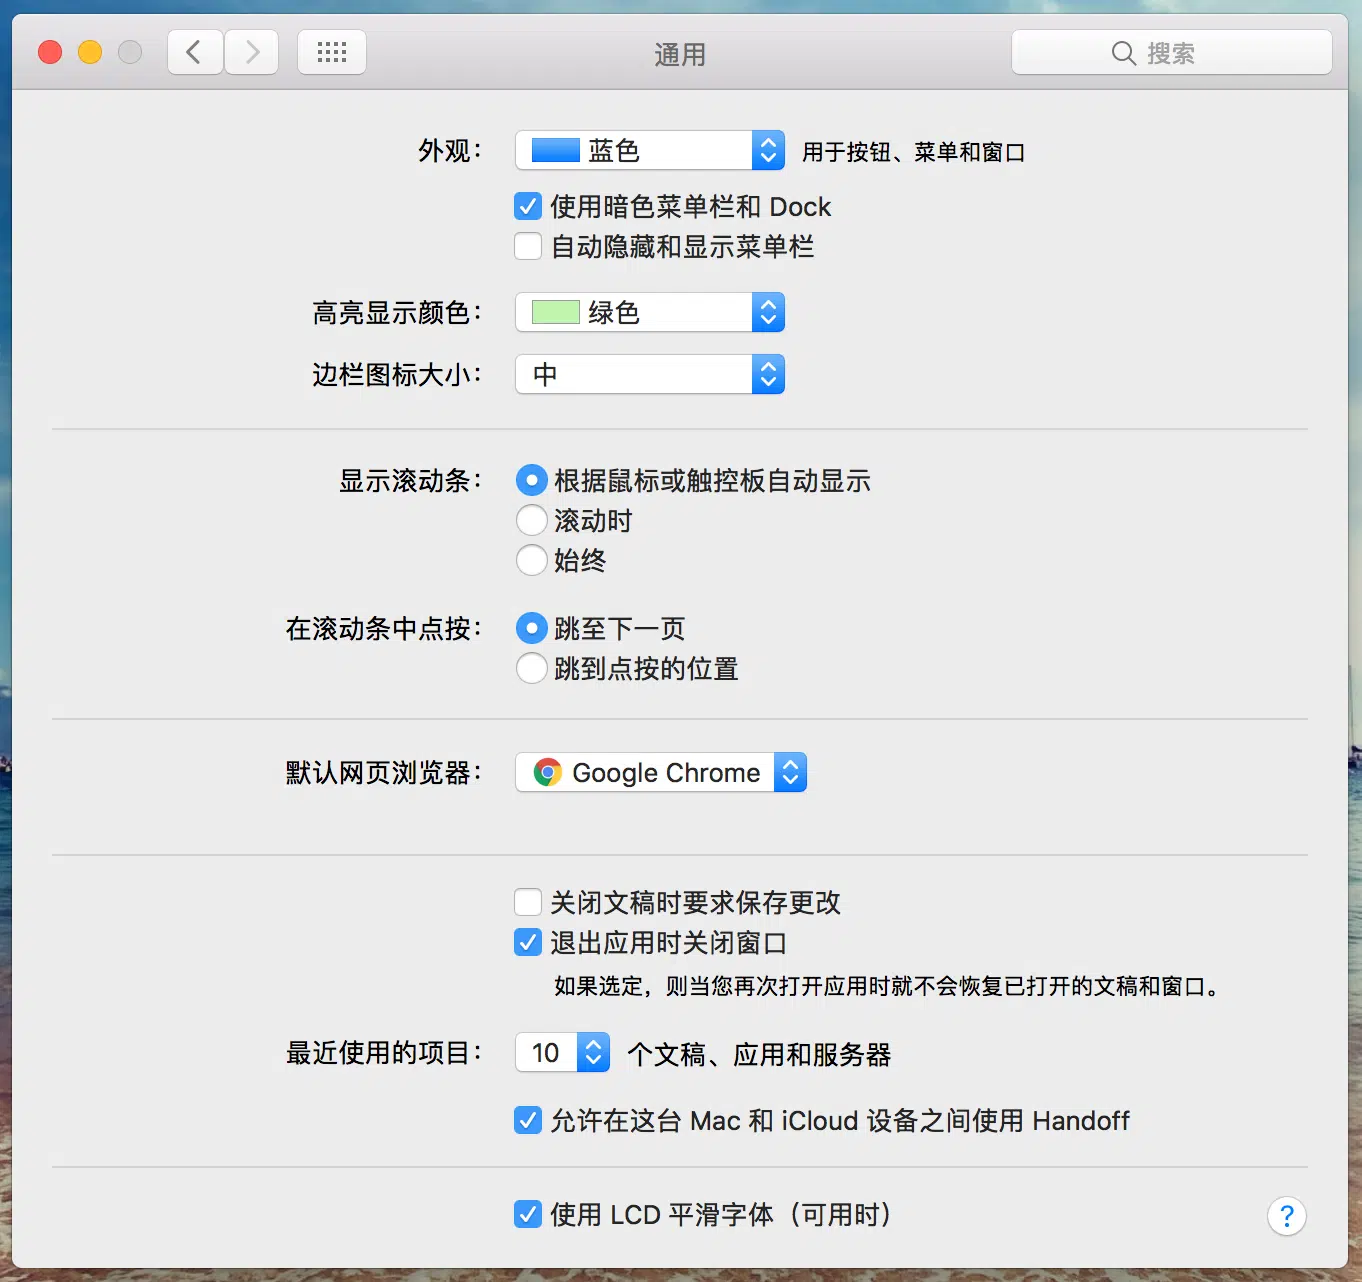 通用
搜索
外观： 蓝色 用于按钮、菜单和窗口
使用暗色菜单栏和 Dock
自动隐藏和显示菜单栏
高亮显示颜色： 绿色
边栏图标大小： 中
显示滚动条： 根据鼠标或触控板自动显示
滚动时
始终
在滚动条中点按： 跳至下一页
跳到点按的位置
默认网页浏览器： Google Chrome
关闭文稿时要求保存更改
退出应用时关闭窗口
如果选定，则当您再次打开应用时就不会恢复已打开的文稿和窗口。
最近使用的项目： 10 个文稿、应用和服务器
允许在这台 Mac 和 iCloud 设备之间使用 Handoff
使用 LCD 平滑字体（可用时）
?